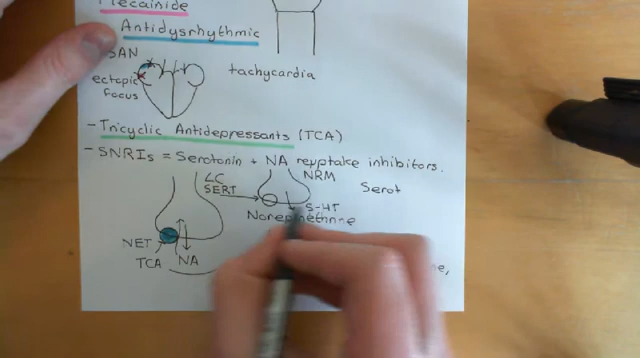 Flecainide
Antidysrhythmic
SAN
ectopic
focus
tachycardia
- Tricyclic Antidepressants (TCA)
- SNRIs = Serotonin + NA reuptake inhibitors.
LC
SERT
NRM
Serot
5-HT
NET
TCA
NA